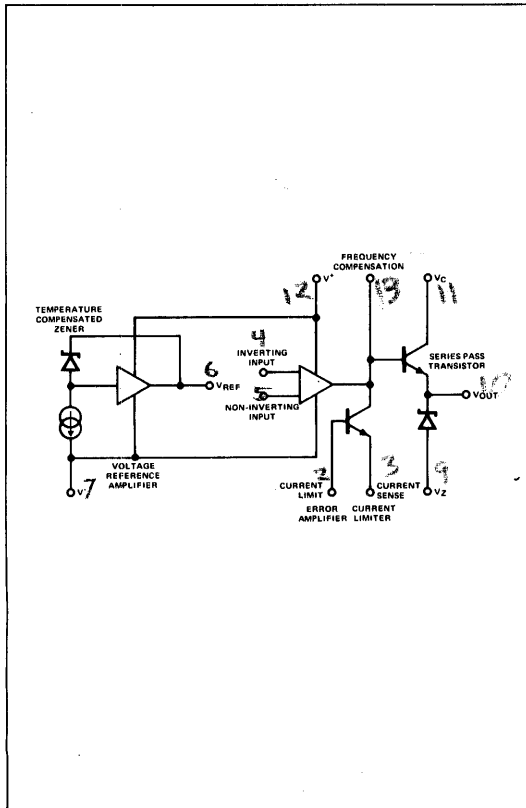 FREQUENCY
COMPENSATION
12 V+
13
VC
11
TEMPERATURE
COMPENSATED
ZENER
4
INVERTING
INPUT
SERIES PASS
TRANSISTOR
6
VREF
5
NON-INVERTING
INPUT
VOUT 10
VOLTAGE
REFERENCE
AMPLIFIER
V-7
2
CURRENT
LIMIT
3
CURRENT
SENSE
9
VZ
ERROR
AMPLIFIER
CURRENT
LIMITER